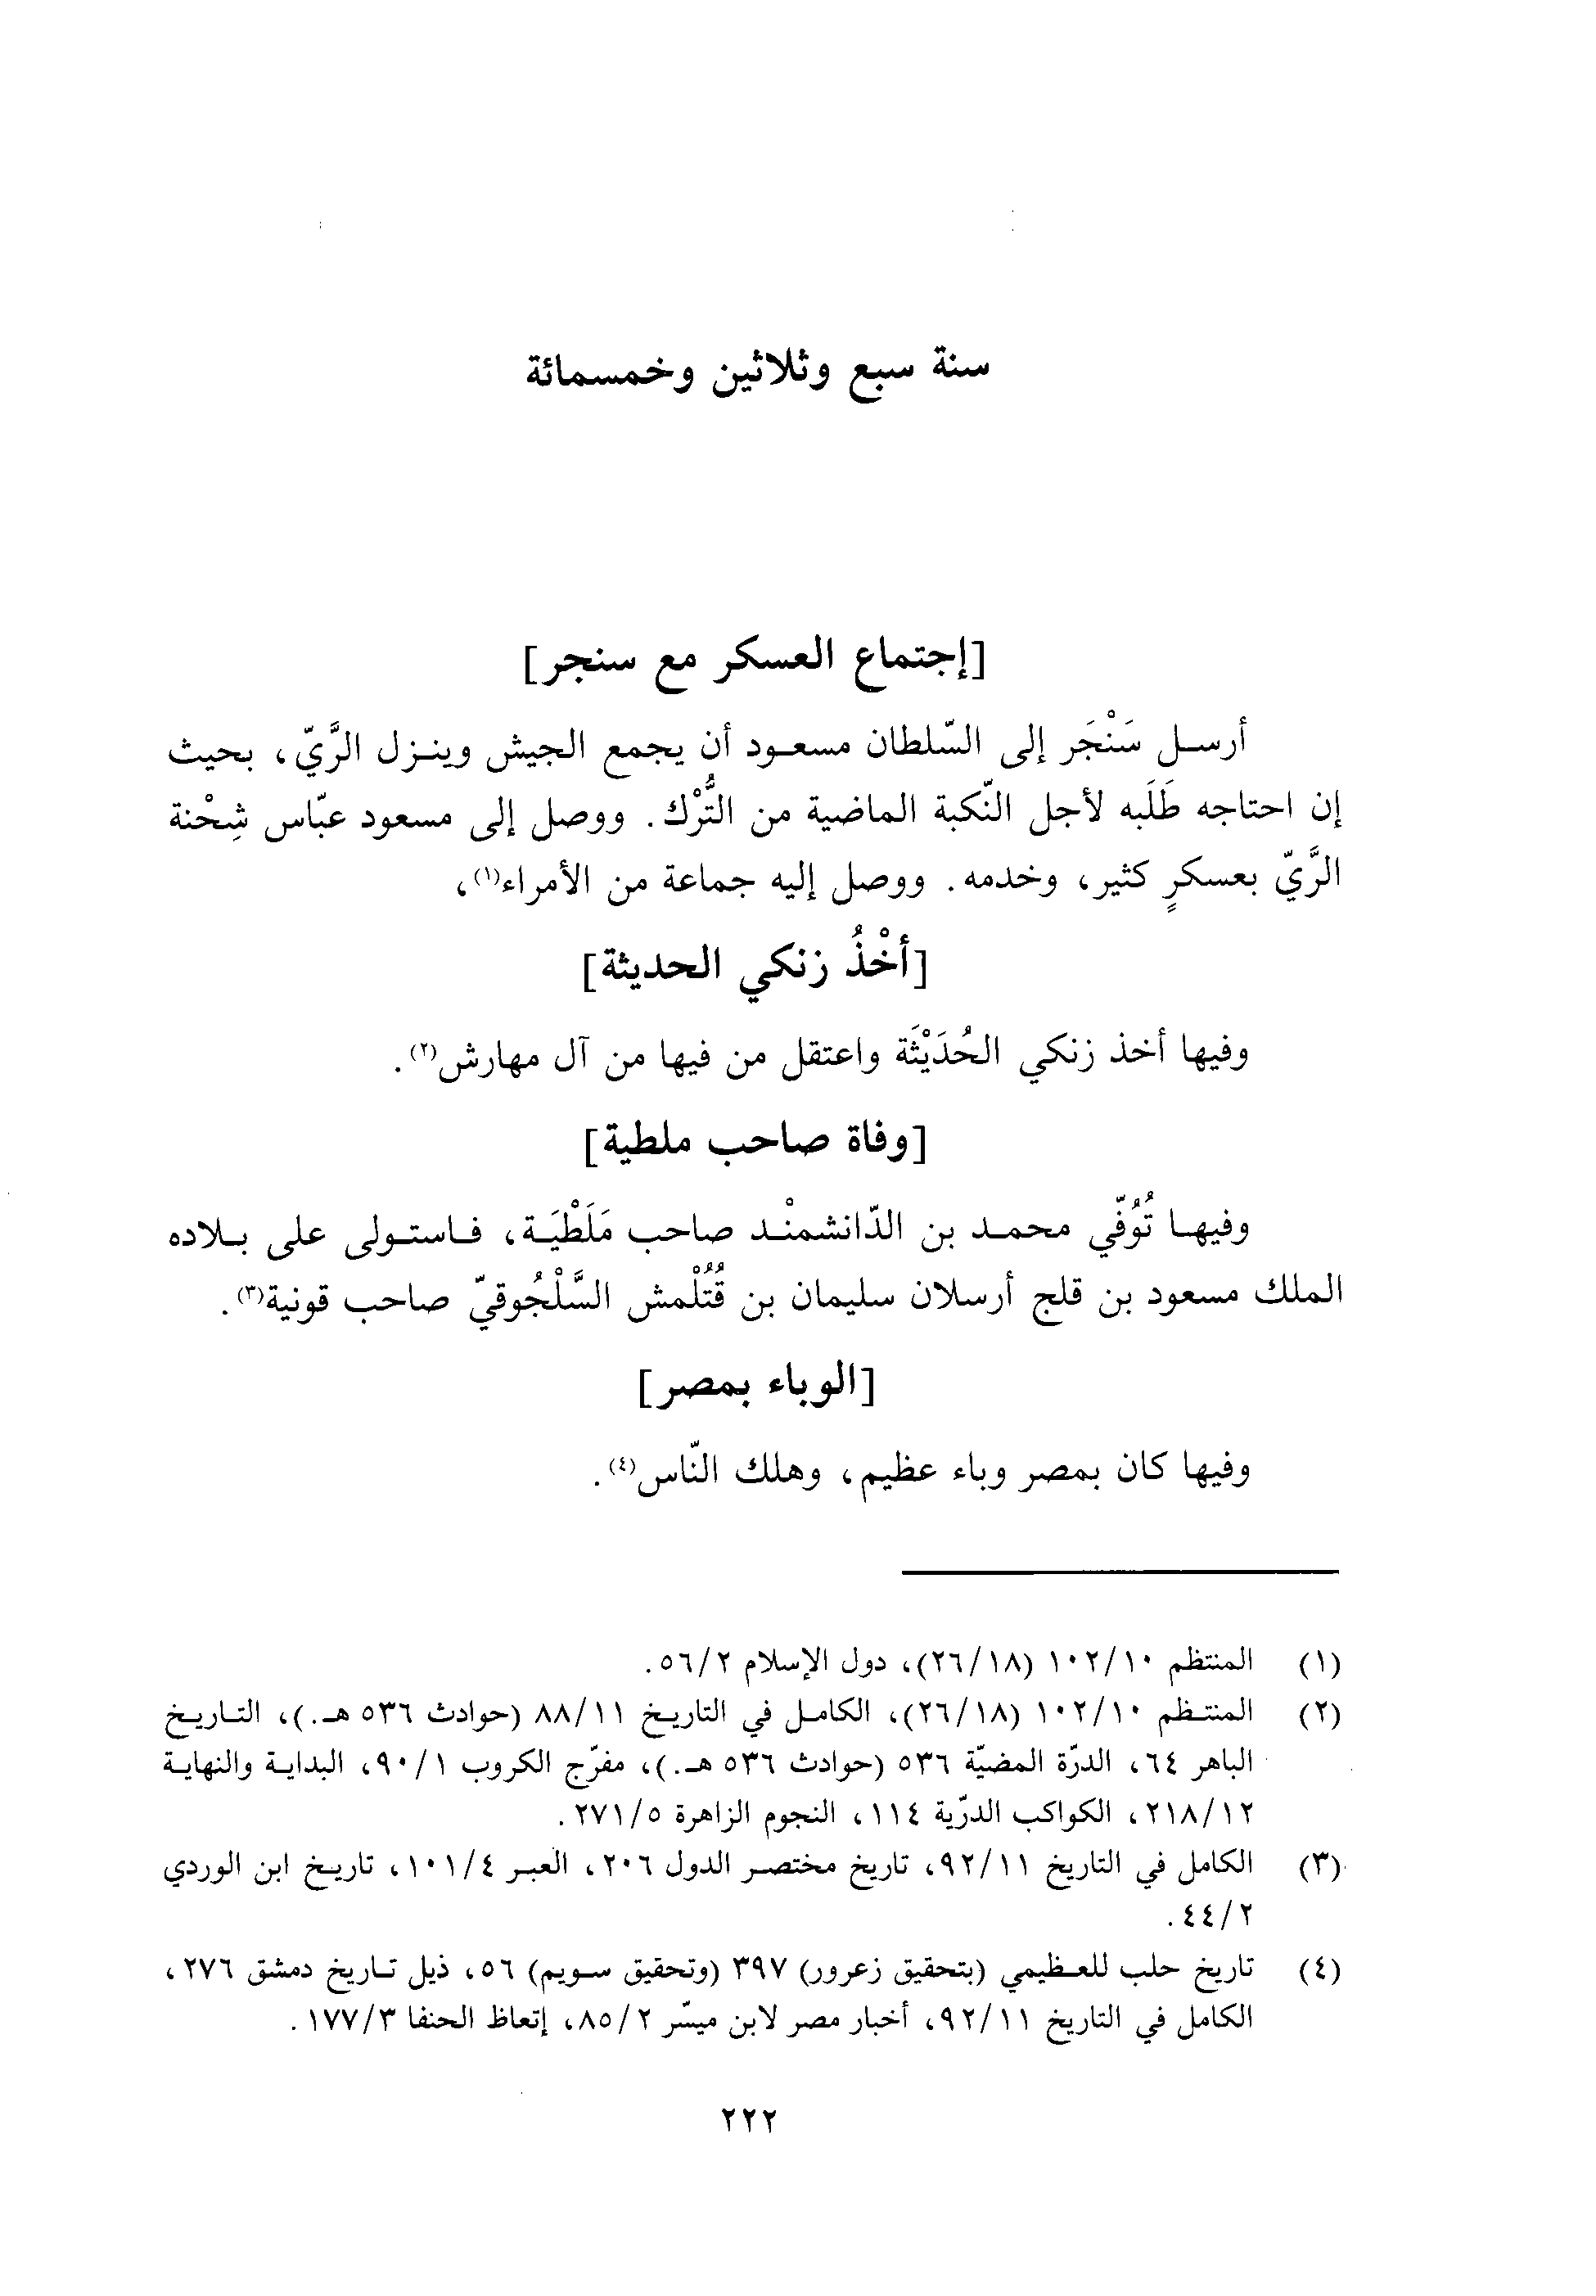 سنة سبع وثلاثين وخمسمائة
[إجتماع العسكر مع سنجر]
أرسل سَنْجَر إلى السّلطان مسعود أن يجمع الجيش وينزل الرَّيّ، بحيث
إن احتاجه طَلَبه لأجل النّكبة الماضية من التُّرْك. ووصل إلى مسعود عبّاس شِحْنة
الرَّيّ بعسكرٍ كثير، وخدمه. ووصل إليه جماعة من الأمراء(١)،
[أخْذُ زنكي الحديثة]
وفيها أخذ زنكي الحُدَيْثَة واعتقل من فيها من آل مهارش(٢).
[وفاة صاحب ملطية]
وفيها تُوُفّي محمد بن الدّانشمنْد صاحب مَلَطْيَة، فاستولى على بلاده
الملك مسعود بن قلج أرسلان سليمان بن قُتُلْمش السَّلْجُوقيّ صاحب قونية(٣).
[الوباء بمصر]
وفيها كان بمصر وباء عظيم، وهلك النّاس(٤).
(١) المنتظم ١٠٢/١٠ (٢٦/١٨)، دول الإسلام ٥٦/٢.
(٢) المنتظم ١٠٢/١٠ (٢٦/١٨)، الكامل في التاريخ ٨٨/١١ (حوادث ٥٣٦ هـ.)، التاريخ
الباهر ٦٤، الدرّة المضيّة ٥٣٦ (حوادث ٥٣٦ هـ.)، مفرّج الكروب ٩٠/١، البداية والنهاية
٢١٨/١٢، الكواكب الدرّية ١١٤، النجوم الزاهرة ٢٧١/٥.
(٣) الكامل في التاريخ ٩٢/١١، تاريخ مختصر الدول ٢٠٦، العبر ١٠١/٤، تاريخ ابن الوردي
٤٤/٢.
(٤) تاريخ حلب للعظيمي (بتحقيق زعرور) ٣٩٧ (وتحقيق سويم) ٥٦، ذيل تاريخ دمشق ٢٧٦،
الكامل في التاريخ ٩٢/١١، أخبار مصر لابن ميسّر ٨٥/٢، إتعاظ الحنفا ١٧٧/٣.
٢٢٢